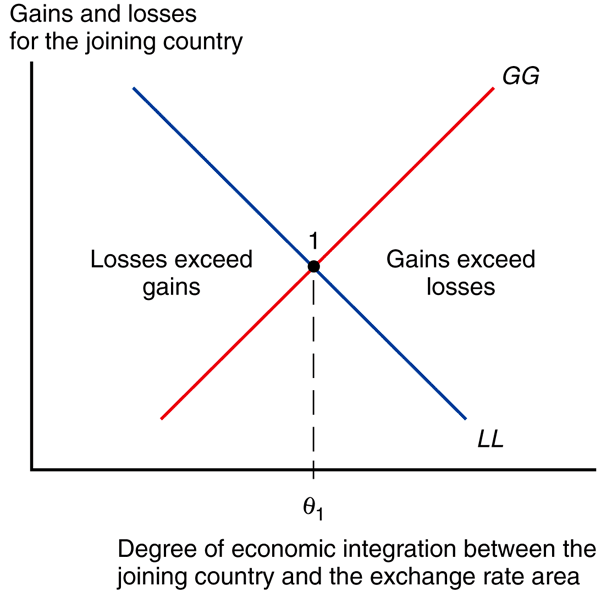 Gains and losses
for the joining country
GG
1
Losses exceed
gains
Gains exceed
losses
LL
θ1
Degree of economic integration between the
joining country and the exchange rate area